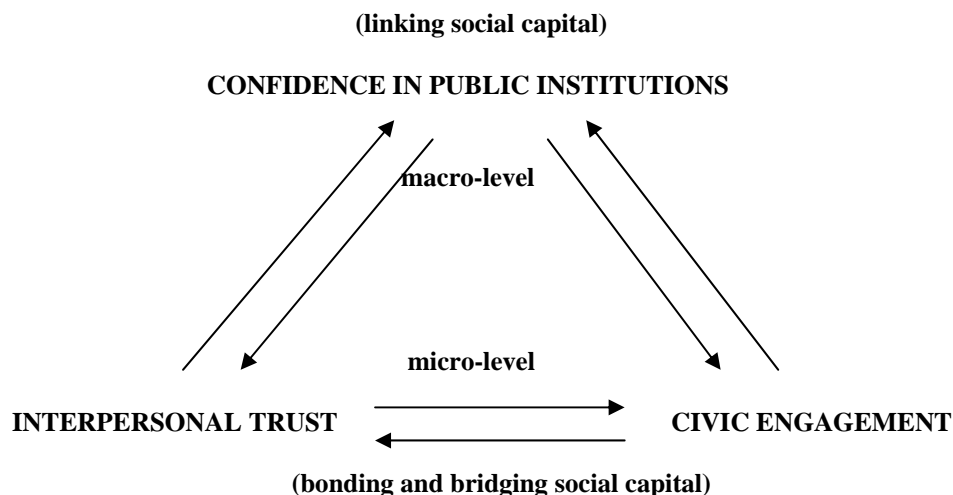 (linking social capital)
CONFIDENCE IN PUBLIC INSTITUTIONS
macro-level
micro-level
INTERPERSONAL TRUST
CIVIC ENGAGEMENT
(bonding and bridging social capital)